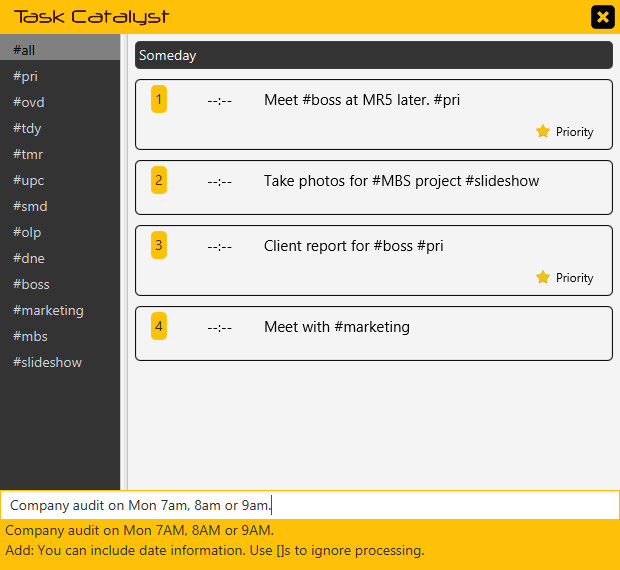 Task Catalyst
#all
#pri
#ovd
#tdy
#tmr
#upc
#smd
#olp
#dne
#boss
#marketing
#mbs
#slideshow
Someday
1 --:-- Meet #boss at MR5 later. #pri
Priority
2 --:-- Take photos for #MBS project #slideshow
3 --:-- Client report for #boss #pri
Priority
4 --:-- Meet with #marketing
Company audit on Mon 7am, 8am or 9am.
Company audit on Mon 7AM, 8AM or 9AM.
Add: You can include date information. Use []s to ignore processing.